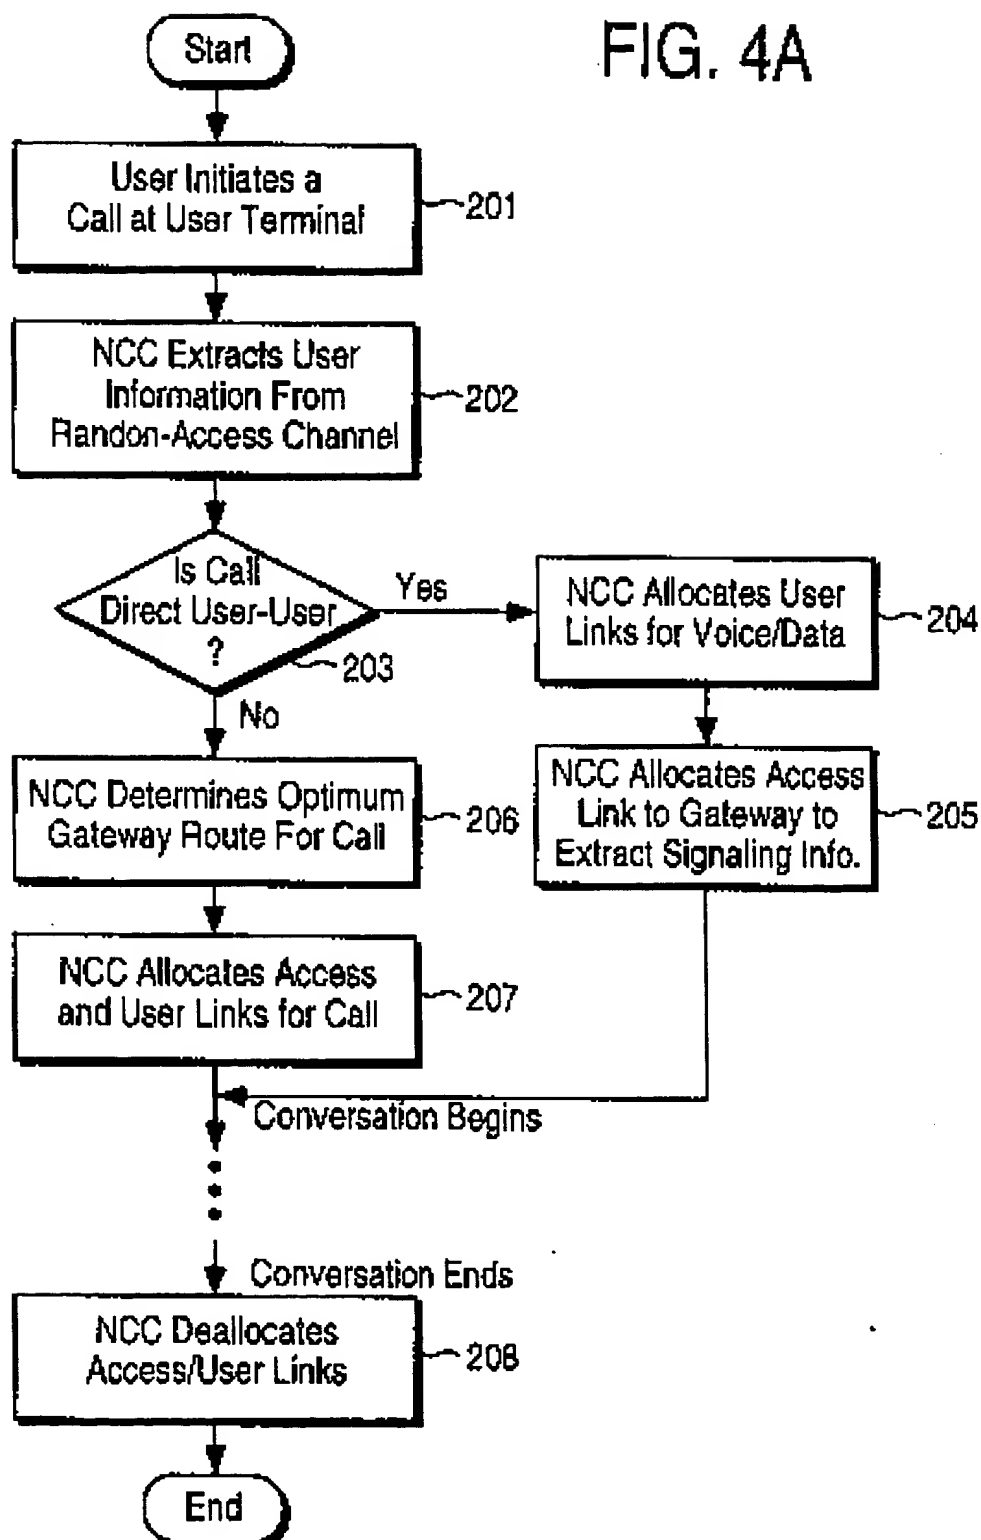 FIG. 4A
Start
User Initiates a
Call at User Terminal
201
NCC Extracts User
Information From
Randon-Access Channel
202
Is Call
Direct User-User
?
203
Yes
NCC Allocates User
Links for Voice/Data
204
NCC Allocates Access
Link to Gateway to
Extract Signaling Info.
205
No
NCC Determines Optimum
Gateway Route For Call
206
NCC Allocates Access
and User Links for Call
207
Conversation Begins
Conversation Ends
NCC Deallocates
Access/User Links
208
End